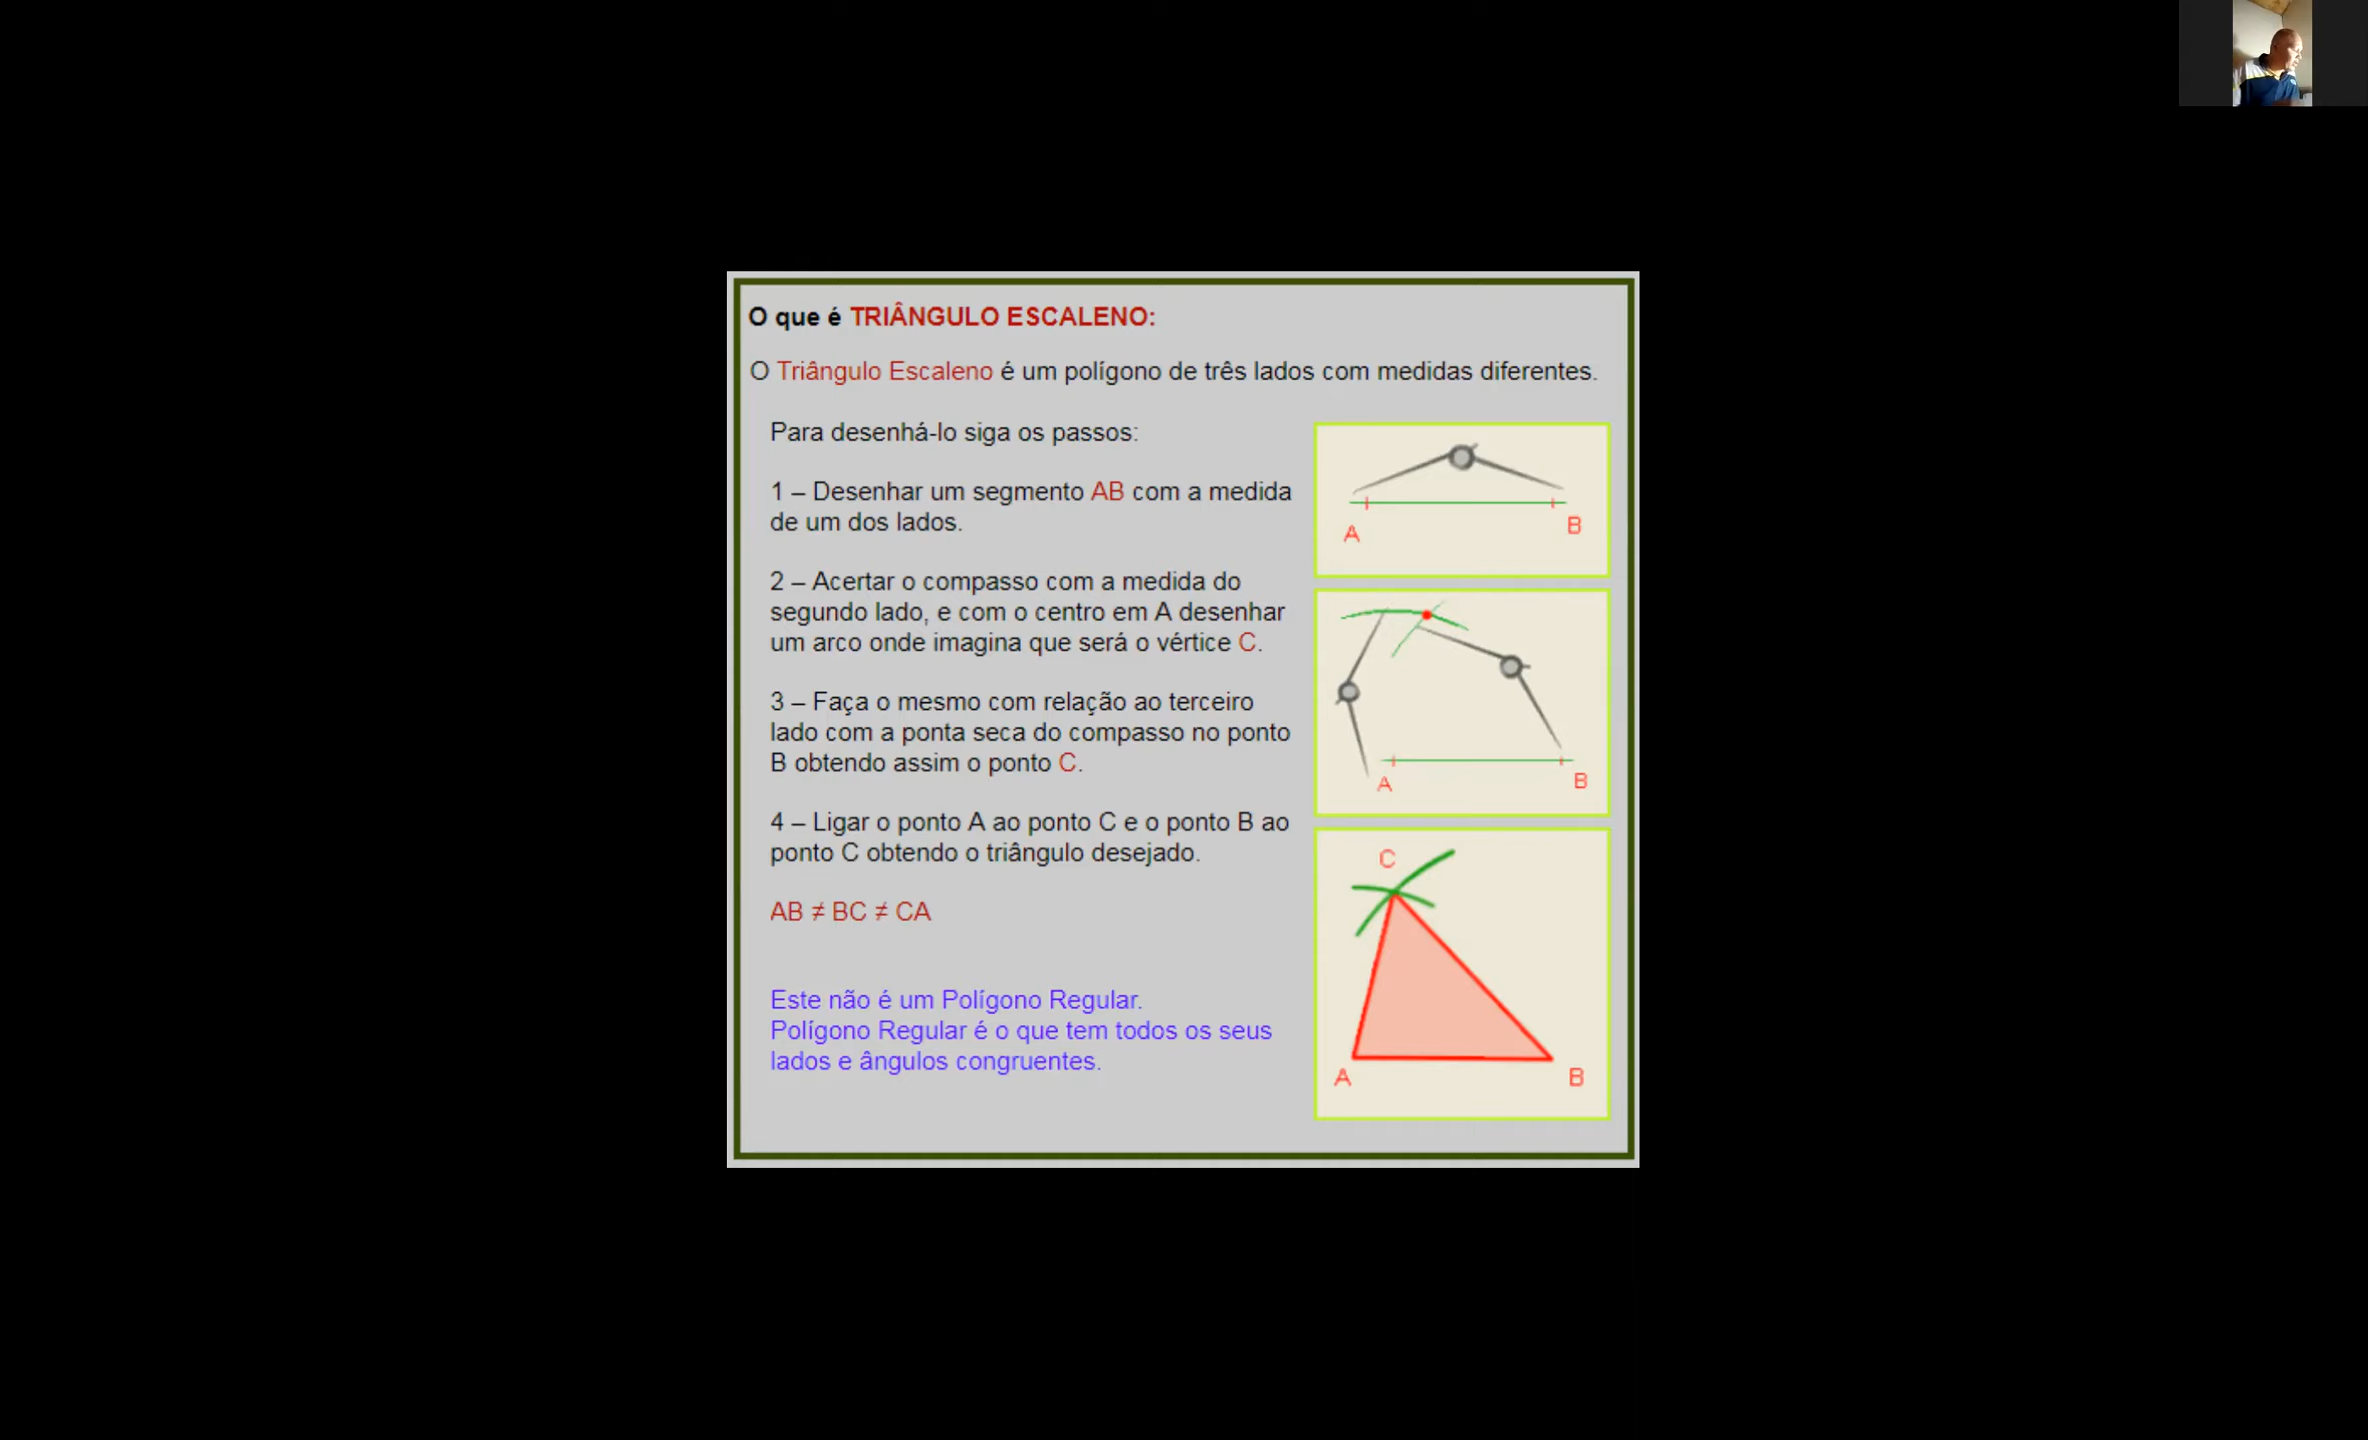 O que é TRIÂNGULO ESCALENO:
O Triângulo Escaleno é um polígono de três lados com medidas diferentes.
Para desenhá-lo siga os passos:
1 – Desenhar um segmento AB com a medida
de um dos lados.
2 – Acertar o compasso com a medida do
segundo lado, e com o centro em A desenhar
um arco onde imagina que será o vértice C.
3 – Faça o mesmo com relação ao terceiro
lado com a ponta seca do compasso no ponto
B obtendo assim o ponto C.
4 – Ligar o ponto A ao ponto C e o ponto B ao
ponto C obtendo o triângulo desejado.
AB ≠ BC ≠ CA
Este não é um Polígono Regular.
Polígono Regular é o que tem todos os seus
lados e ângulos congruentes.
A B
A B
C
A B